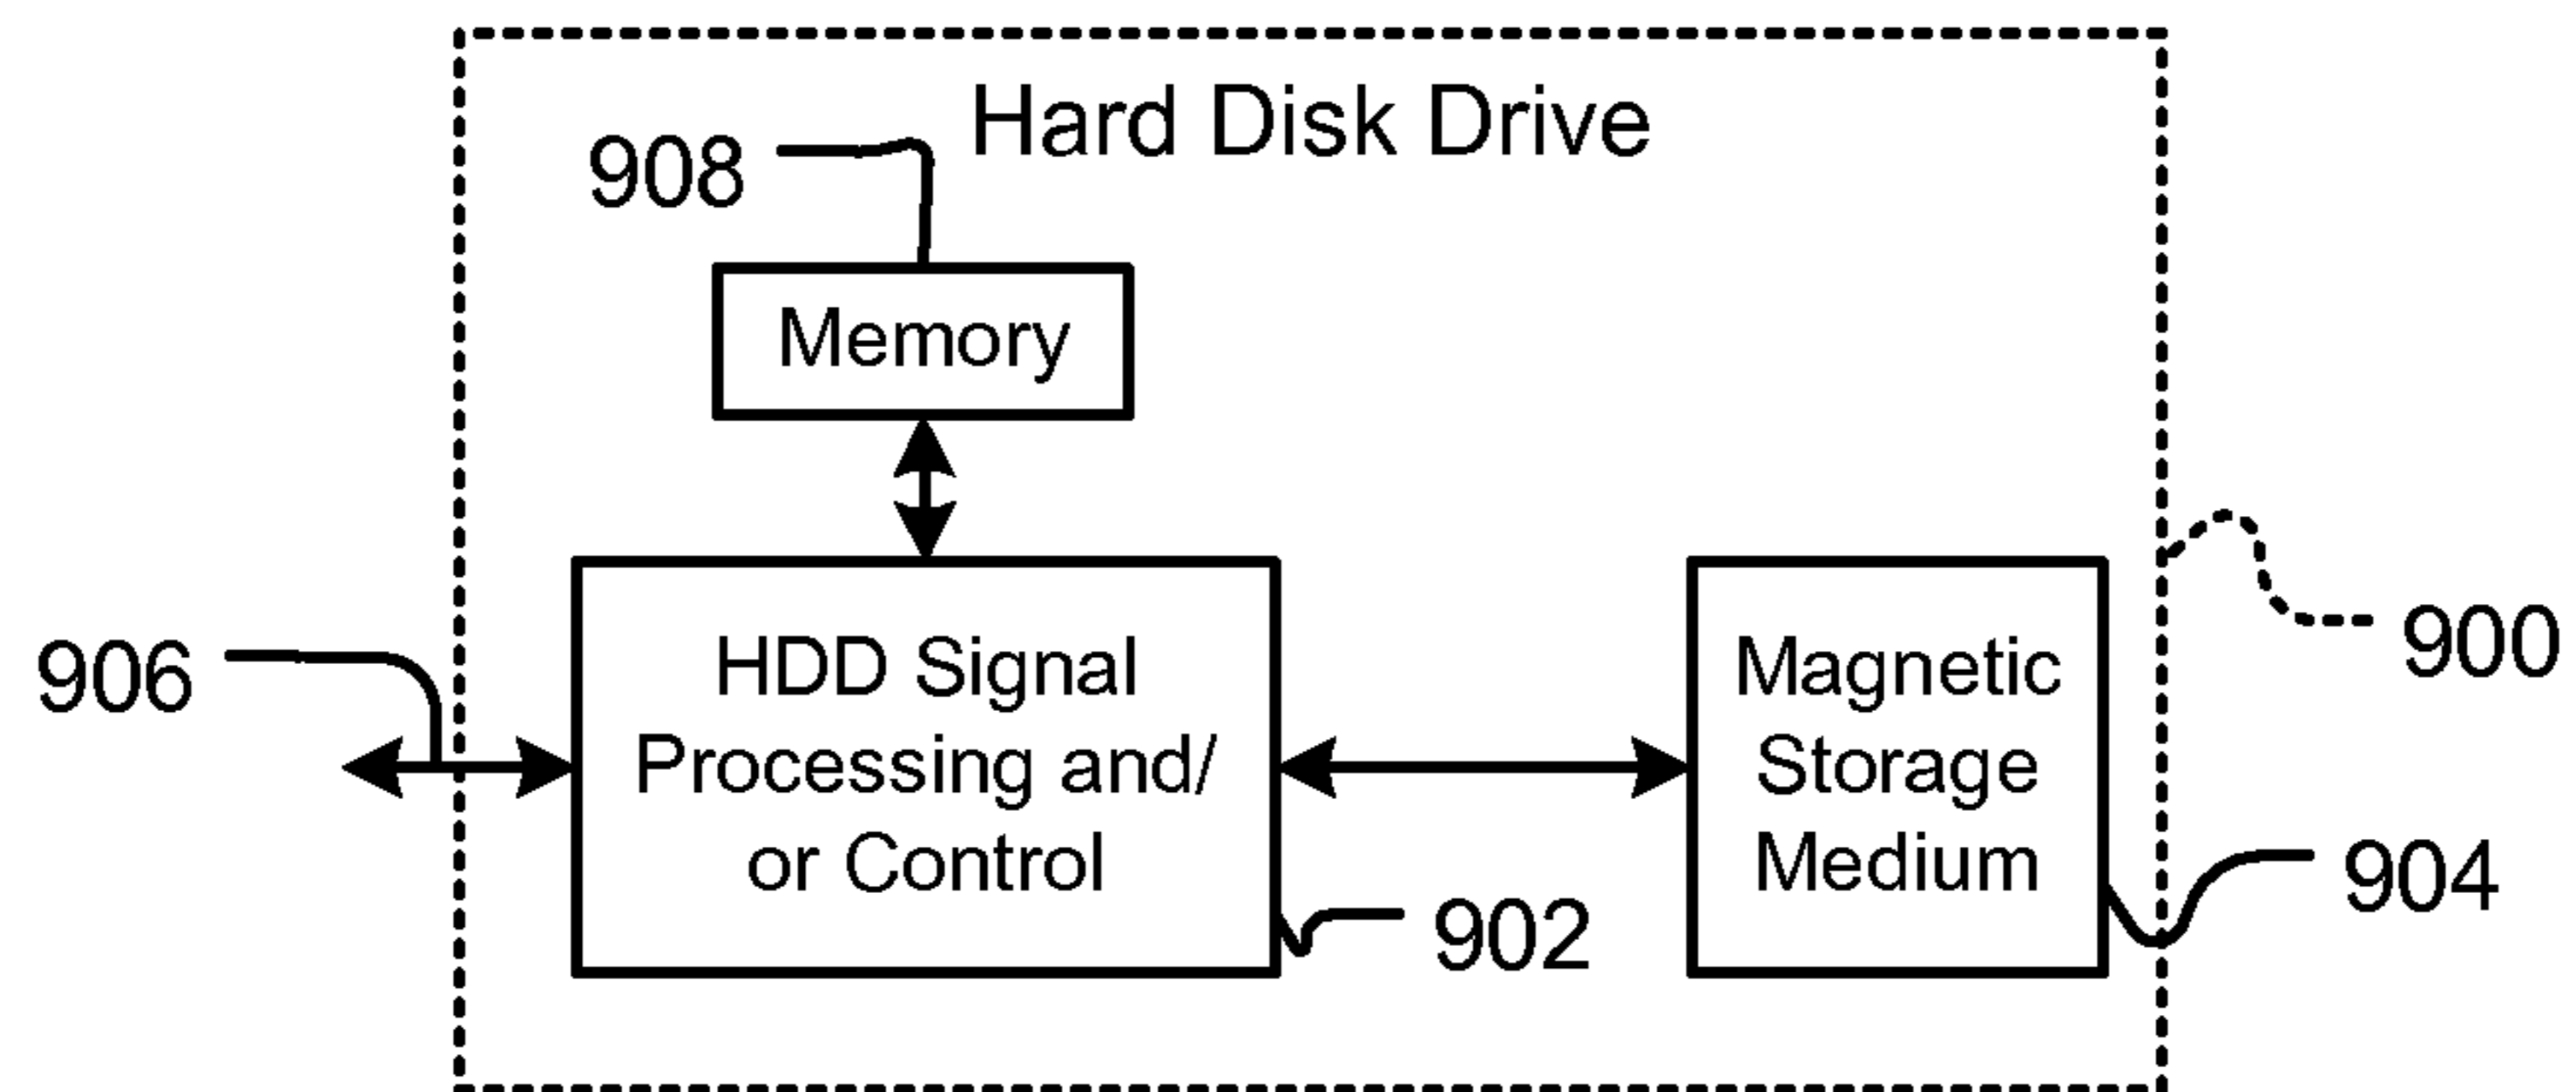 Hard Disk Drive
908
Memory
906
HDD Signal
Processing and/
or Control
902
Magnetic
Storage
Medium
900
904